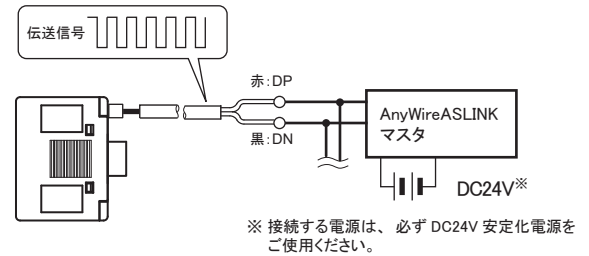 伝送信号
赤:DP
黒:DN
AnyWireASLINK
マスタ
DC24V※
※ 接続する電源は、必ず DC24V 安定化電源を
ご使用ください。